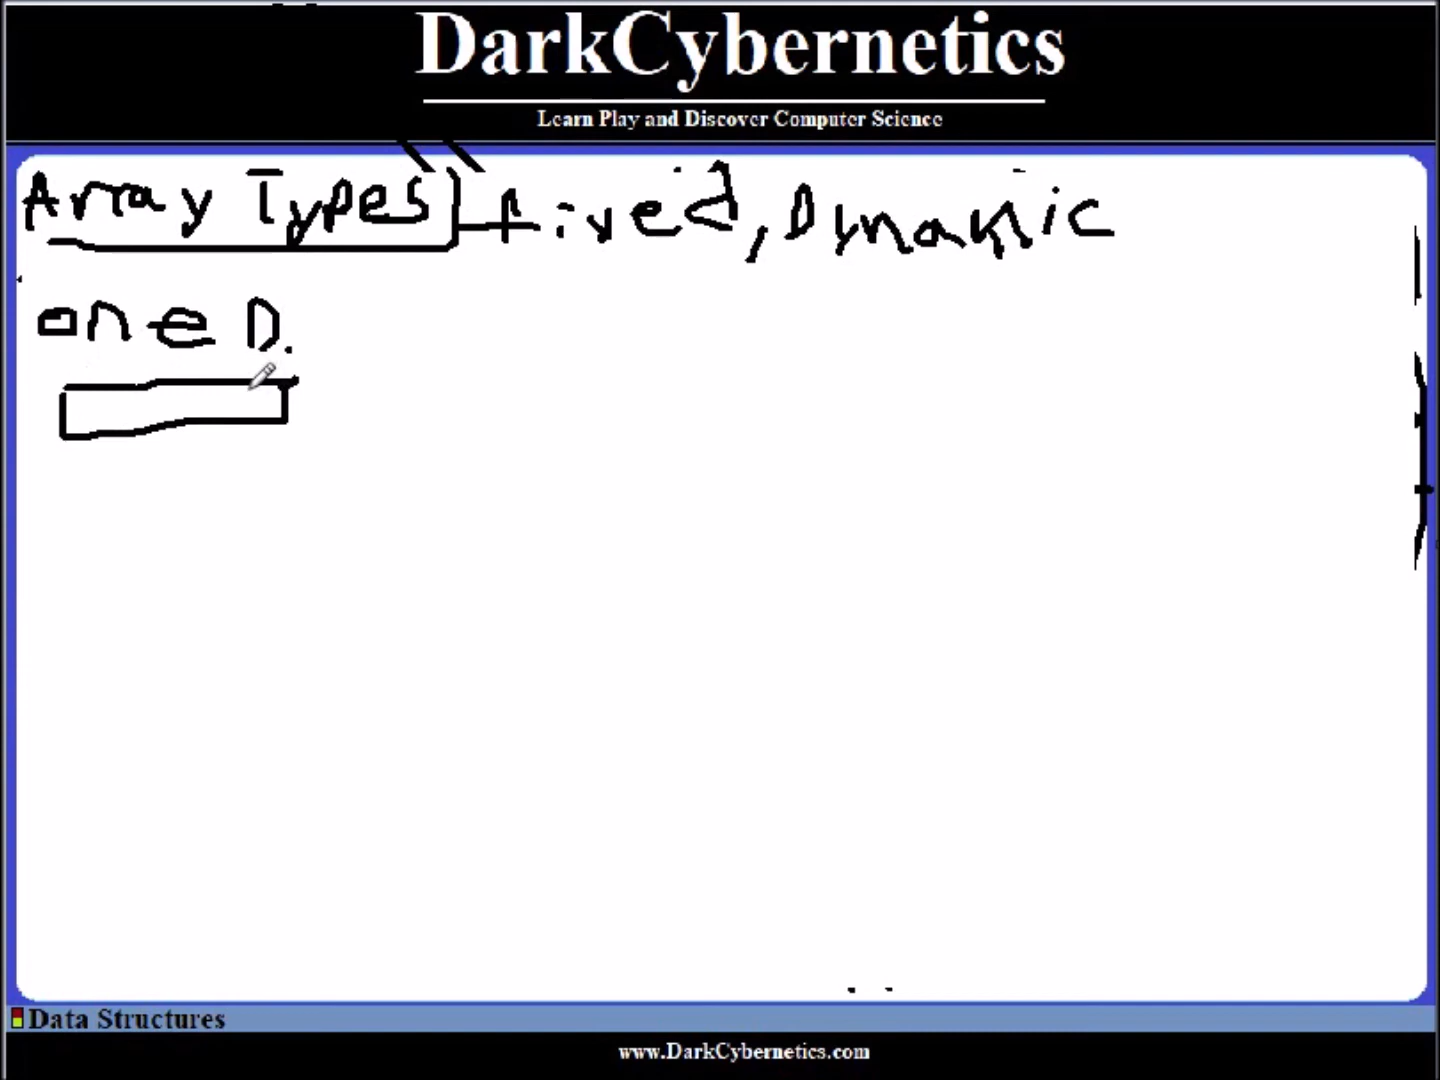 DarkCybernetics
Learn Play and Discover Computer Science
Array Types fixed, Dynamic
one D.
Data Structures
www.DarkCybernetics.com